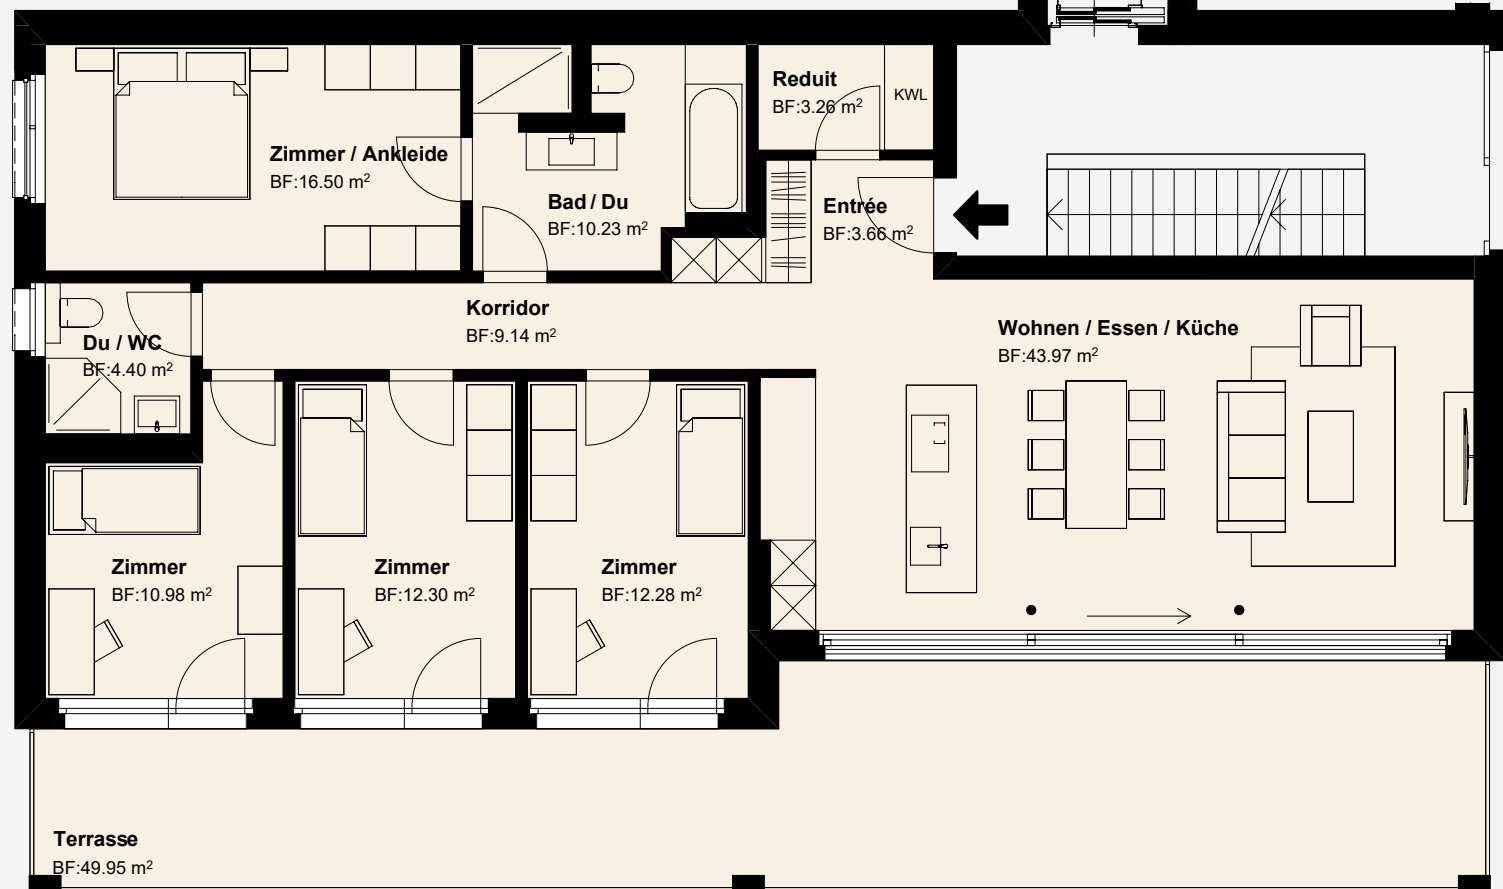 Reduit
BF:3.26 m²
KWL
Zimmer / Ankleide
BF:16.50 m²
Bad / Du
BF:10.23 m²
Entrée
BF:3.66 m²
Korridor
BF:9.14 m²
Wohnen / Essen / Küche
BF:43.97 m²
Du / WC
BF:4.40 m²
Zimmer
BF:10.98 m²
Zimmer
BF:12.30 m²
Zimmer
BF:12.28 m²
Terrasse
BF:49.95 m²